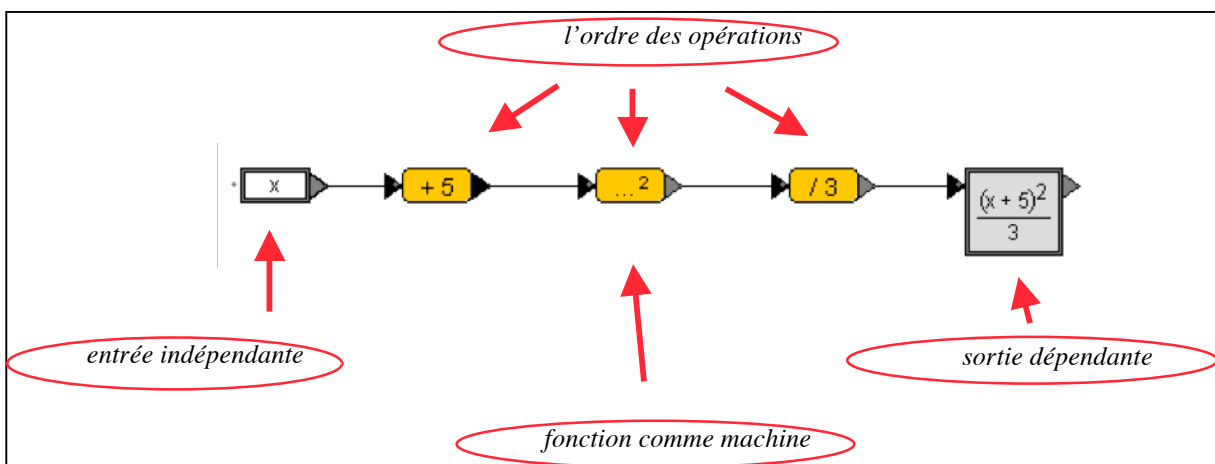 l'ordre des opérations
x
+ 5
...²
/ 3
(x + 5)²
3
entrée indépendante
sortie dépendante
fonction comme machine